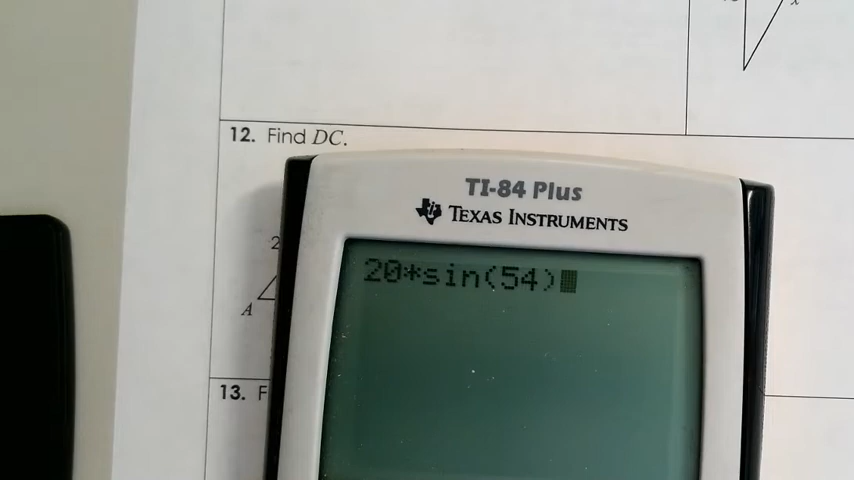 x
12. Find DC.
TI-84 Plus
TEXAS INSTRUMENTS
20*sin(54)
2
A
13. F